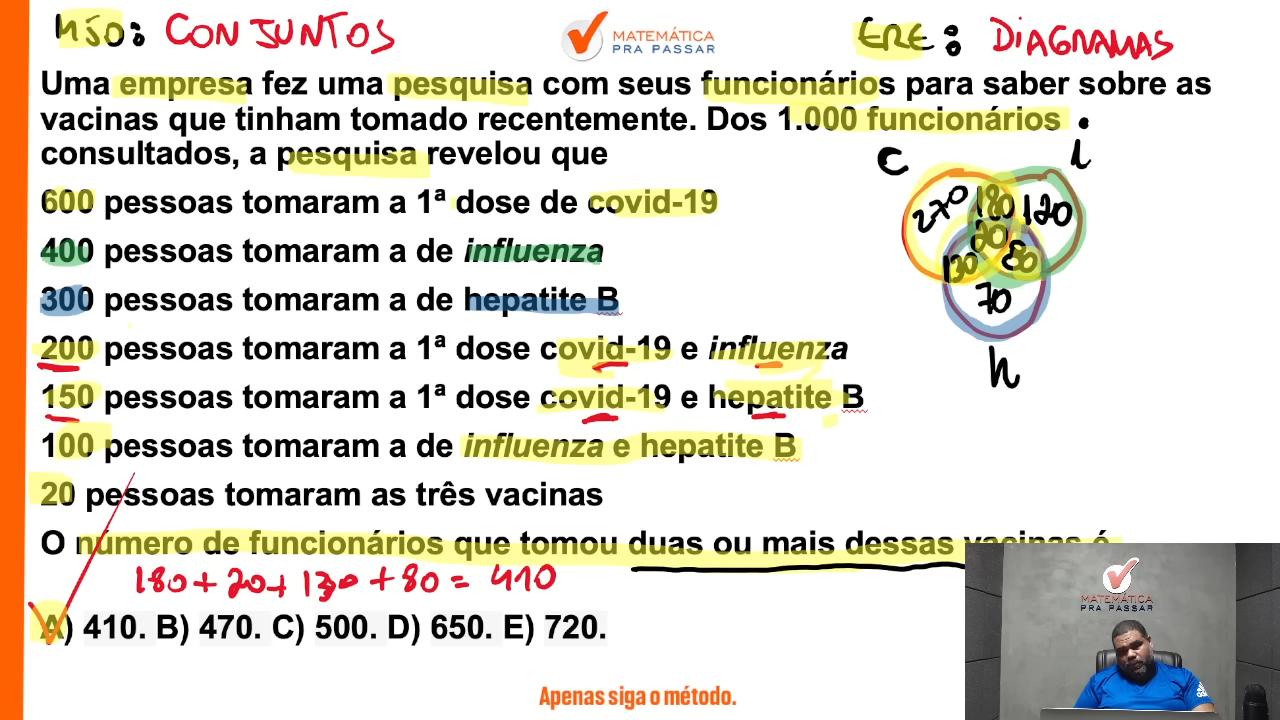 MJO: CONJUNTOS
MATEMÁTICA
PRA PASSAR
ERE: DIAGRAMAS
Uma empresa fez uma pesquisa com seus funcionários para saber sobre as
vacinas que tinham tomado recentemente. Dos 1.000 funcionários
consultados, a pesquisa revelou que
600 pessoas tomaram a 1ª dose de covid-19
400 pessoas tomaram a de influenza
300 pessoas tomaram a de hepatite B
200 pessoas tomaram a 1ª dose covid-19 e influenza
150 pessoas tomaram a 1ª dose covid-19 e hepatite B
100 pessoas tomaram a de influenza e hepatite B
20 pessoas tomaram as três vacinas
C
i
270 180 120
20
130 80
70
h
O número de funcionários que tomou duas ou mais dessas vacinas é
180 + 20 + 130 + 80 = 410
A) 410. B) 470. C) 500. D) 650. E) 720.
MATEMÁTICA
PRA PASSAR
Apenas siga o método.